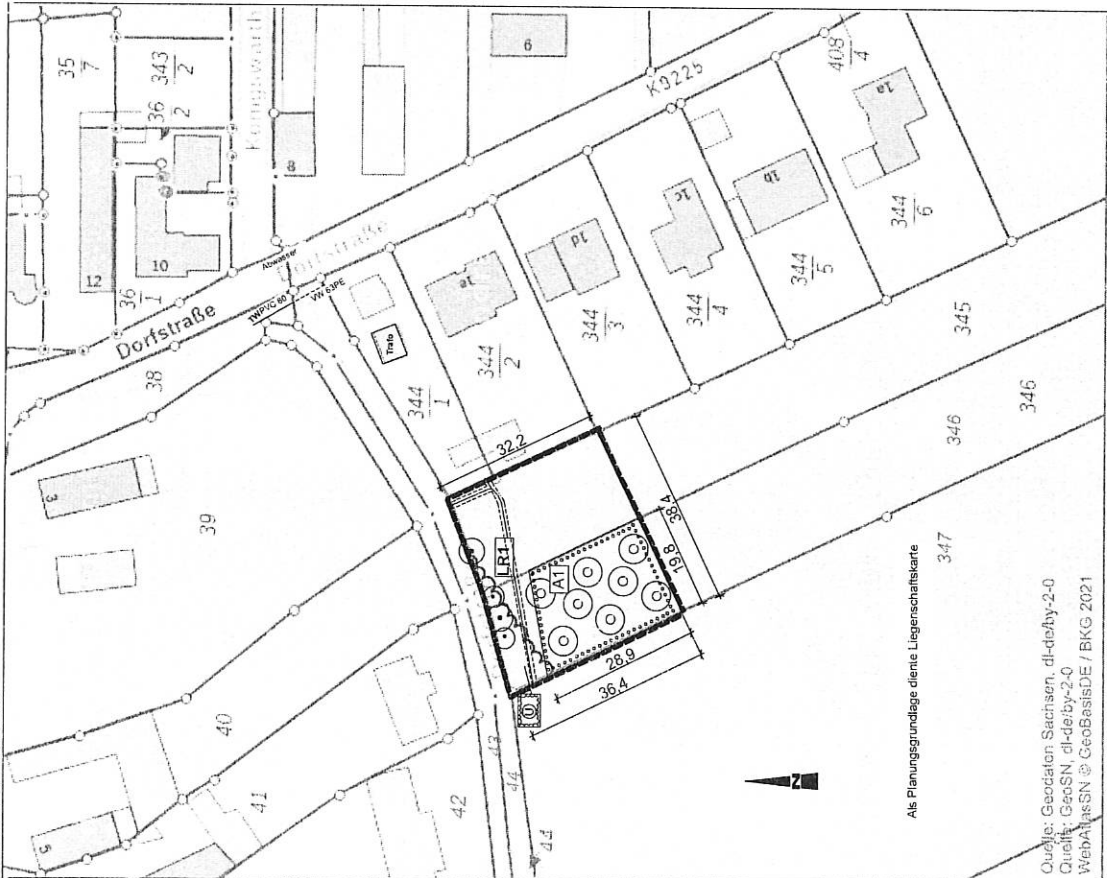 35
7
343
2
36
2
12
10
8
6
36
1
Abwasser
Dorfstraße
Dorfstraße
TWPVC 80
VW 63PE
K9225
408
4
1a
1b
1c
1d
1e
Trafo
344
1
344
2
344
3
344
4
344
5
344
6
38
3
39
40
41
5
42
43
44
44
345
346
346
347
32,2
LR1
A1
U
19,8
38,4
28,9
36,4
N
Als Planungsgrundlage diente Liegenschaftskarte
Quelle: Geodaten Sachsen, dl-de/by-2-0
Quelle: GeoSN, dl-de/by-2-0
WebAtlasSN © GeoBasisDE / BKG 2021